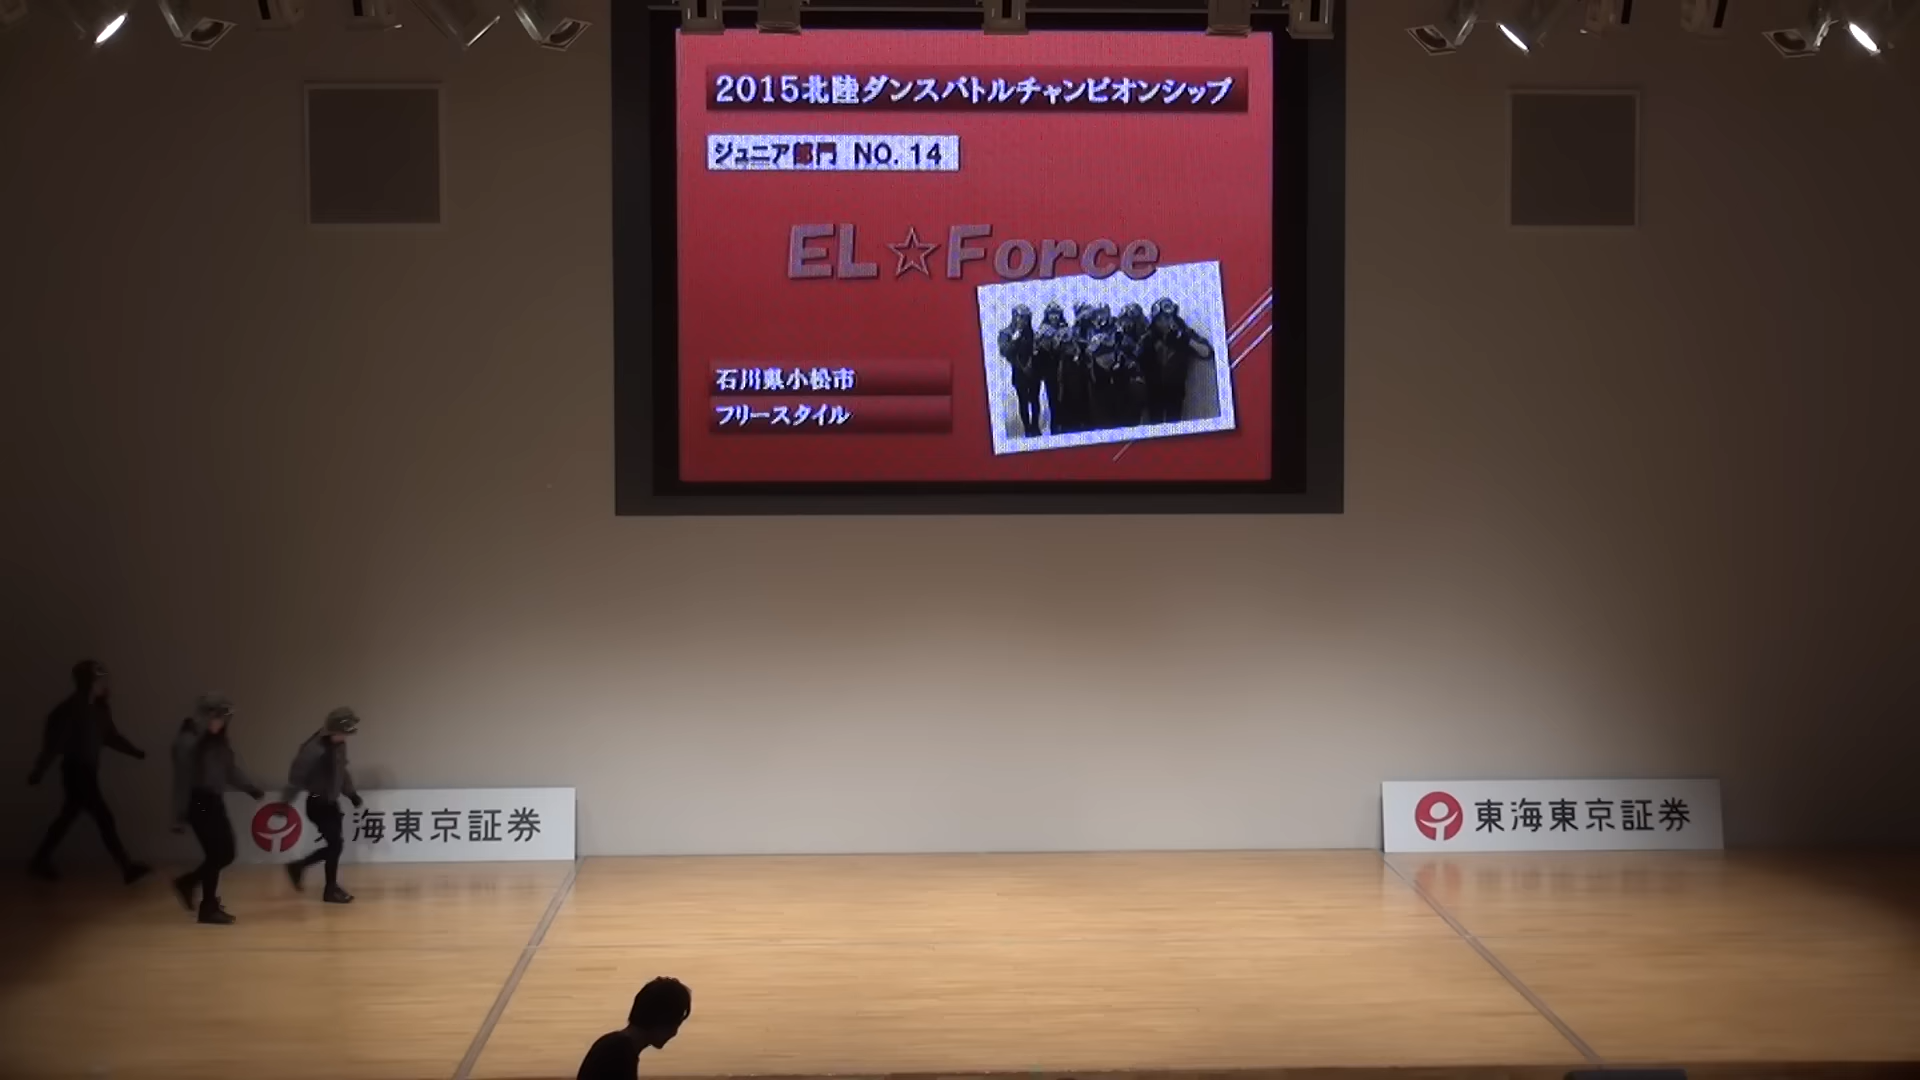 2015北陸ダンスバトルチャンピオンシップ
ジュニア部門 NO. 14
EL☆Force
石川県小松市
フリースタイル
海東京証券
東海東京証券